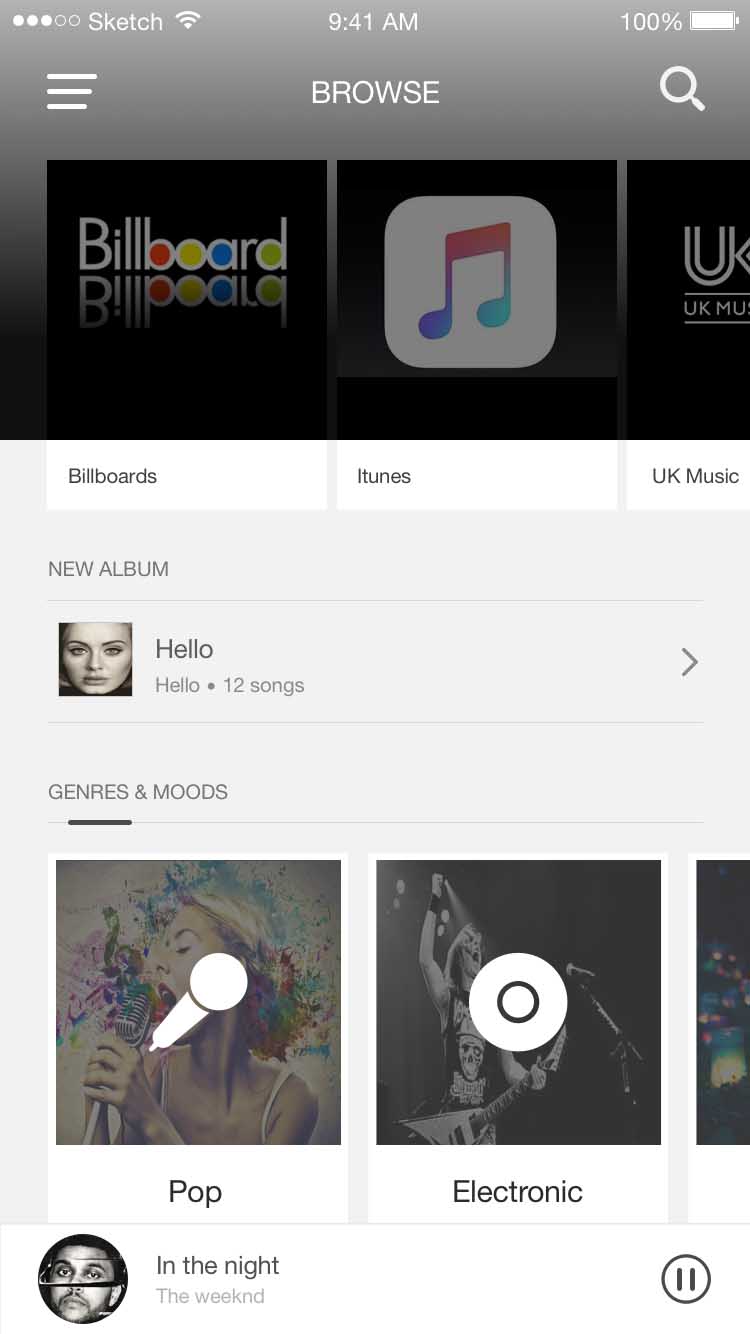 Sketch 9:41 AM 100%
BROWSE
Billboard
UK
UK MUS
Billboards
Itunes
UK Music
NEW ALBUM
Hello
Hello • 12 songs
GENRES & MOODS
Pop
Electronic
In the night
The weeknd